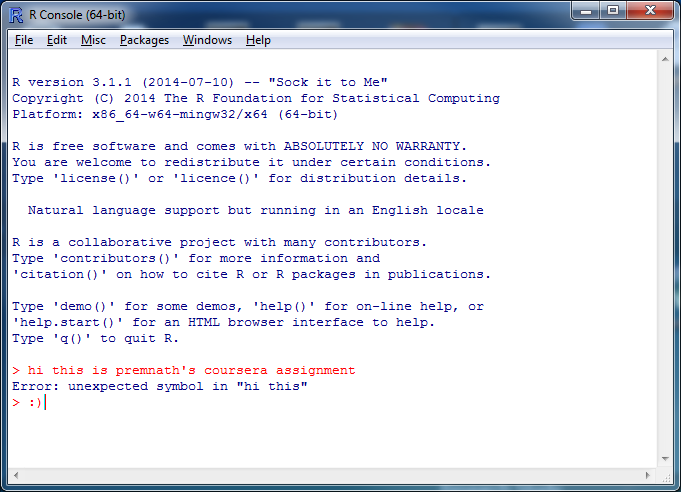 R Console (64-bit)
File Edit Misc Packages Windows Help
R version 3.1.1 (2014-07-10) -- "Sock it to Me"
Copyright (C) 2014 The R Foundation for Statistical Computing
Platform: x86_64-w64-mingw32/x64 (64-bit)
R is free software and comes with ABSOLUTELY NO WARRANTY.
You are welcome to redistribute it under certain conditions.
Type 'license()' or 'licence()' for distribution details.
Natural language support but running in an English locale
R is a collaborative project with many contributors.
Type 'contributors()' for more information and
'citation()' on how to cite R or R packages in publications.
Type 'demo()' for some demos, 'help()' for on-line help, or
'help.start()' for an HTML browser interface to help.
Type 'q()' to quit R.
> hi this is premnath's coursera assignment
Error: unexpected symbol in "hi this"
> :)